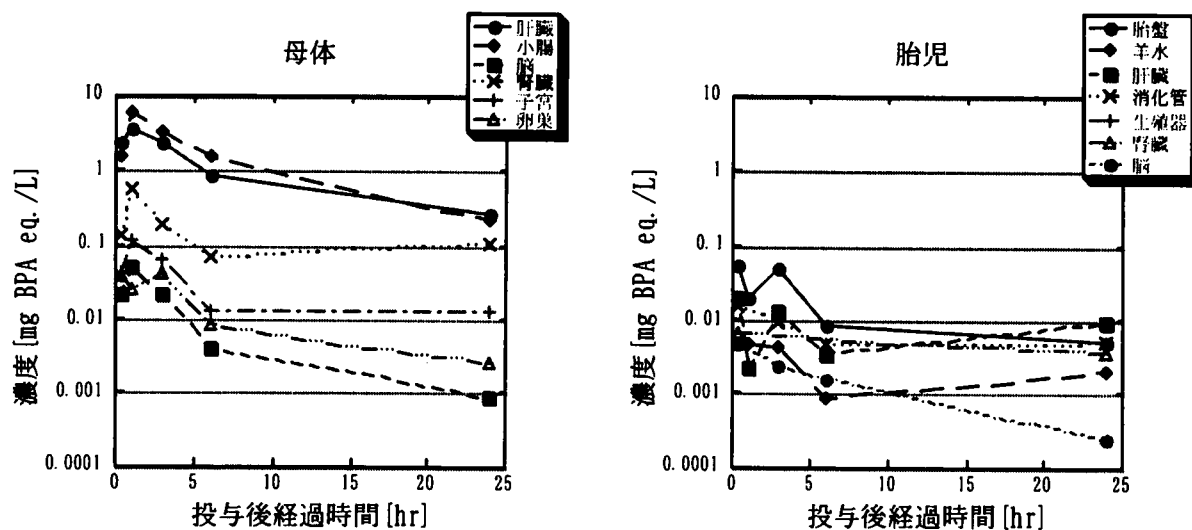 母体
肝臓
小腸
脳
腎臓
子宮
卵巣
10
1
0.1
0.01
0.001
0.0001
濃度[mg BPA eq./L]
0
5
10
15
20
25
投与後経過時間[hr]
胎児
胎盤
羊水
肝臓
消化管
生殖器
腎臓
脳
10
1
0.1
0.01
0.001
0.0001
濃度[mg BPA eq./L]
0
5
10
15
20
25
投与後経過時間[hr]